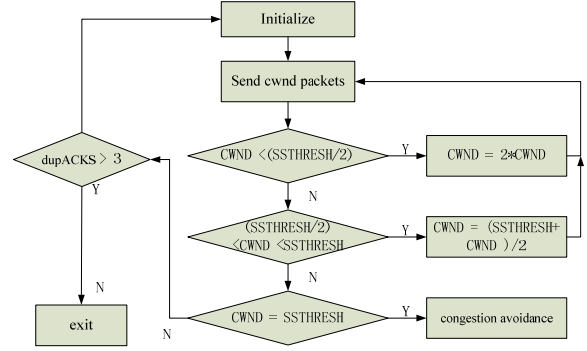 Initialize
Send cwnd packets
CWND <(SSTHRESH/2)
Y
CWND = 2*CWND
dupACKS > 3
Y
N
(SSTHRESH/2)
<CWND <SSTHRESH
Y
CWND = (SSTHRESH+
CWND )/2
N
N
exit
N
CWND = SSTHRESH
Y
congestion avoidance